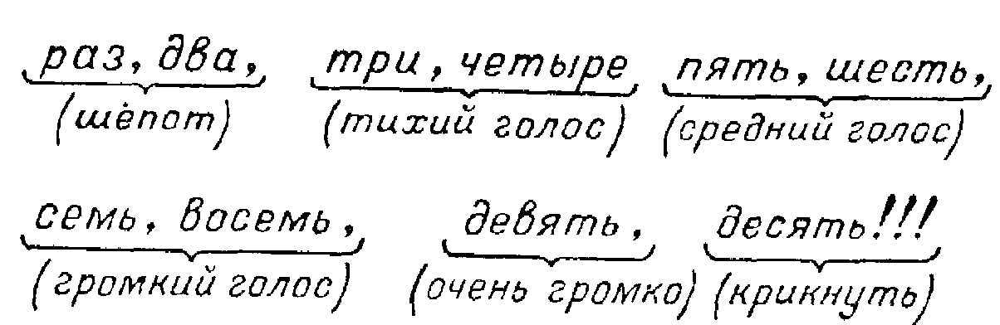 раз, два, три, четыре пять, шесть,
(шёпот) (тихий голос) (средний голос)
семь, восемь, девять, десять!!!
(громкий голос) (очень громко) (крикнуть)